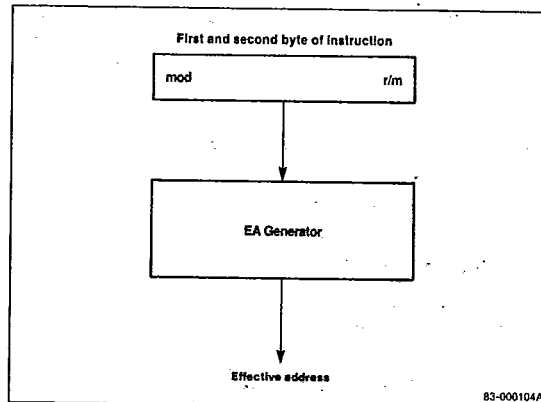 First and second byte of instruction
mod r/m
EA Generator
Effective address
83-000104A